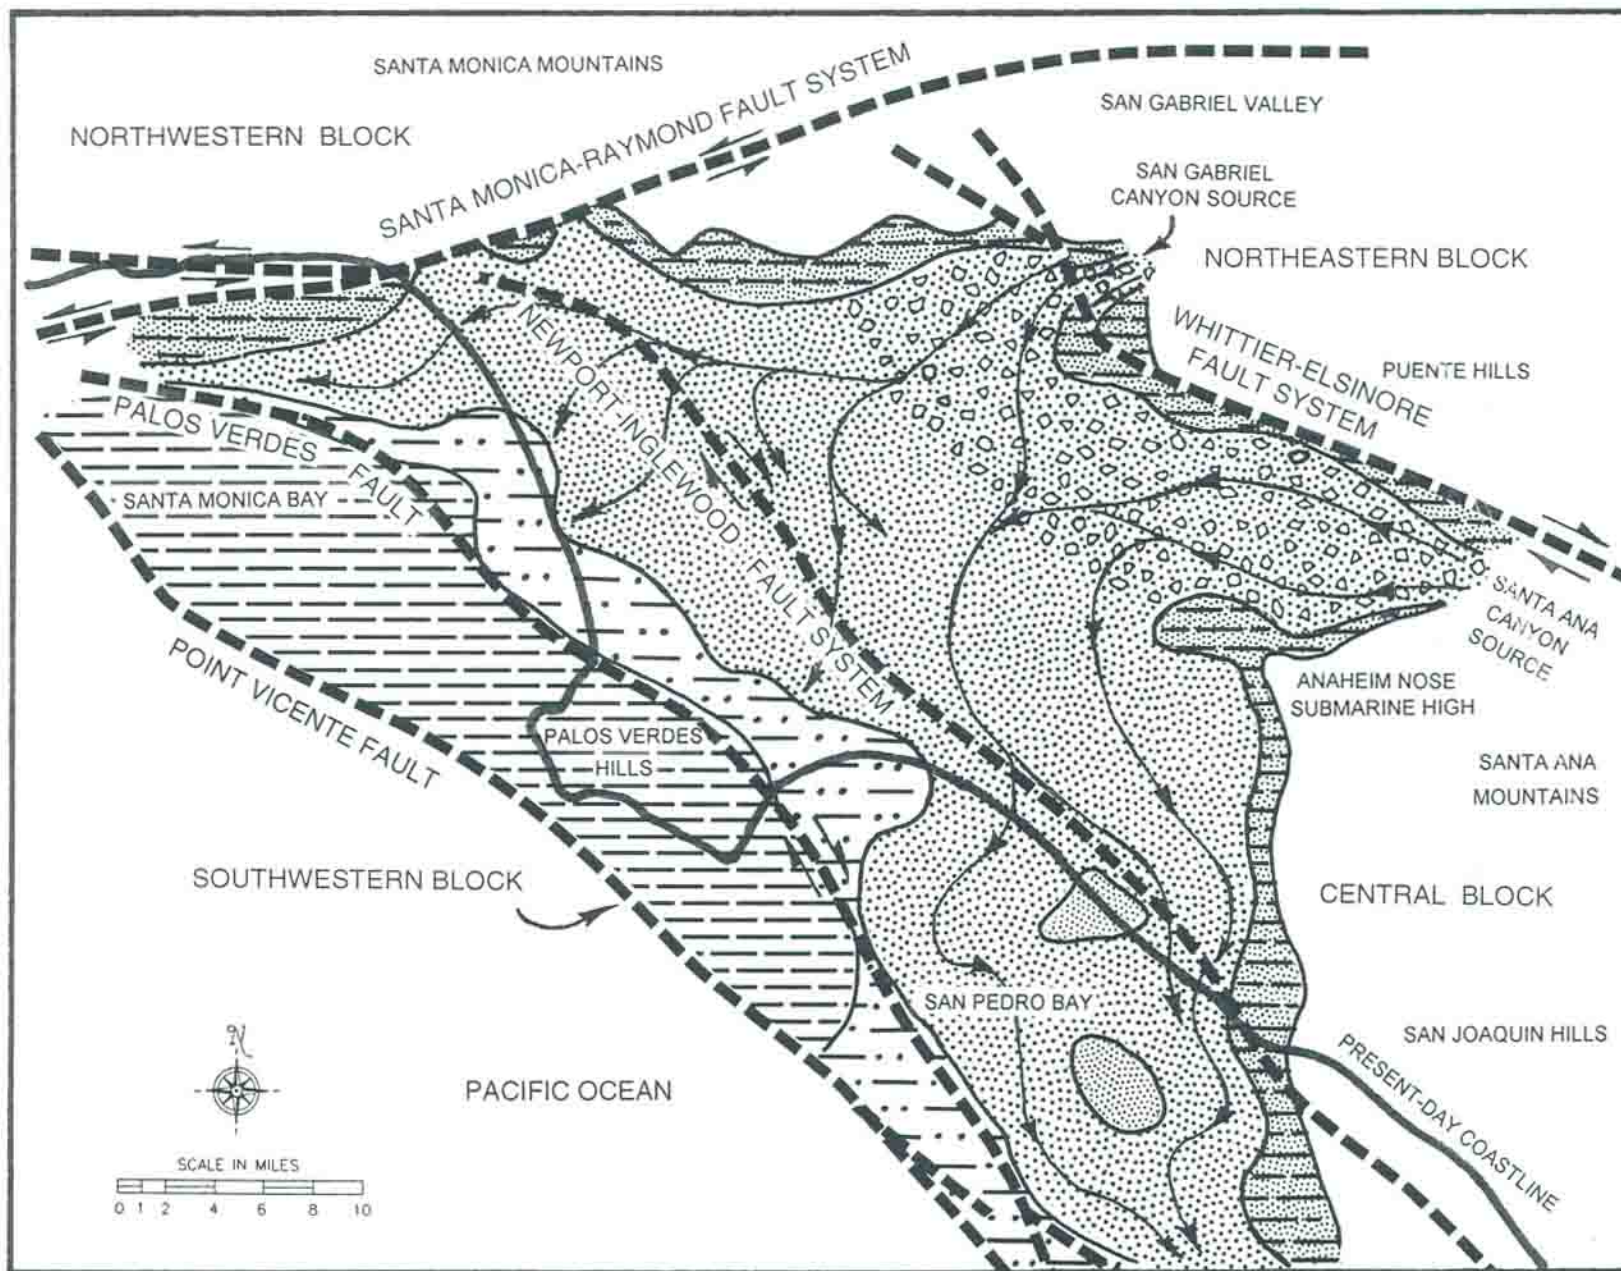 SANTA MONICA MOUNTAINS
NORTHWESTERN BLOCK
SANTA MONICA-RAYMOND FAULT SYSTEM
SAN GABRIEL VALLEY
SAN GABRIEL
CANYON SOURCE
NORTHEASTERN BLOCK
WHITTIER-ELSINORE
FAULT SYSTEM
PUENTE HILLS
NEWPORT-INGLEWOOD FAULT SYSTEM
PALOS VERDES FAULT
SANTA MONICA BAY
POINT VICENTE FAULT
SANTA ANA
CANYON
SOURCE
ANAHEIM NOSE
SUBMARINE HIGH
PALOS VERDES
HILLS
SANTA ANA
MOUNTAINS
SOUTHWESTERN BLOCK
CENTRAL BLOCK
SAN PEDRO BAY
SAN JOAQUIN HILLS
PRESENT-DAY COASTLINE
N
PACIFIC OCEAN
SCALE IN MILES
0 1 2 4 6 8 10